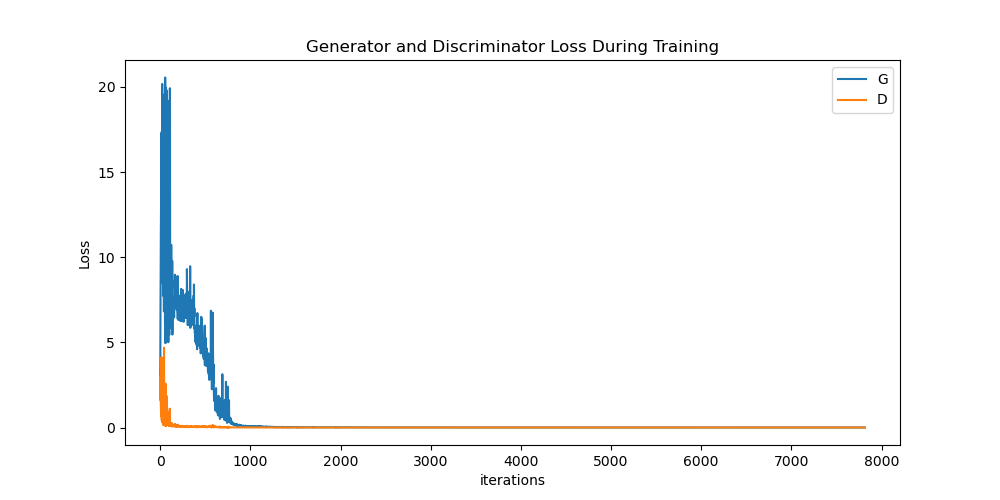 Generator and Discriminator Loss During Training
G
D
20
15
10
5
0
Loss
0 1000 2000 3000 4000 5000 6000 7000 8000
iterations